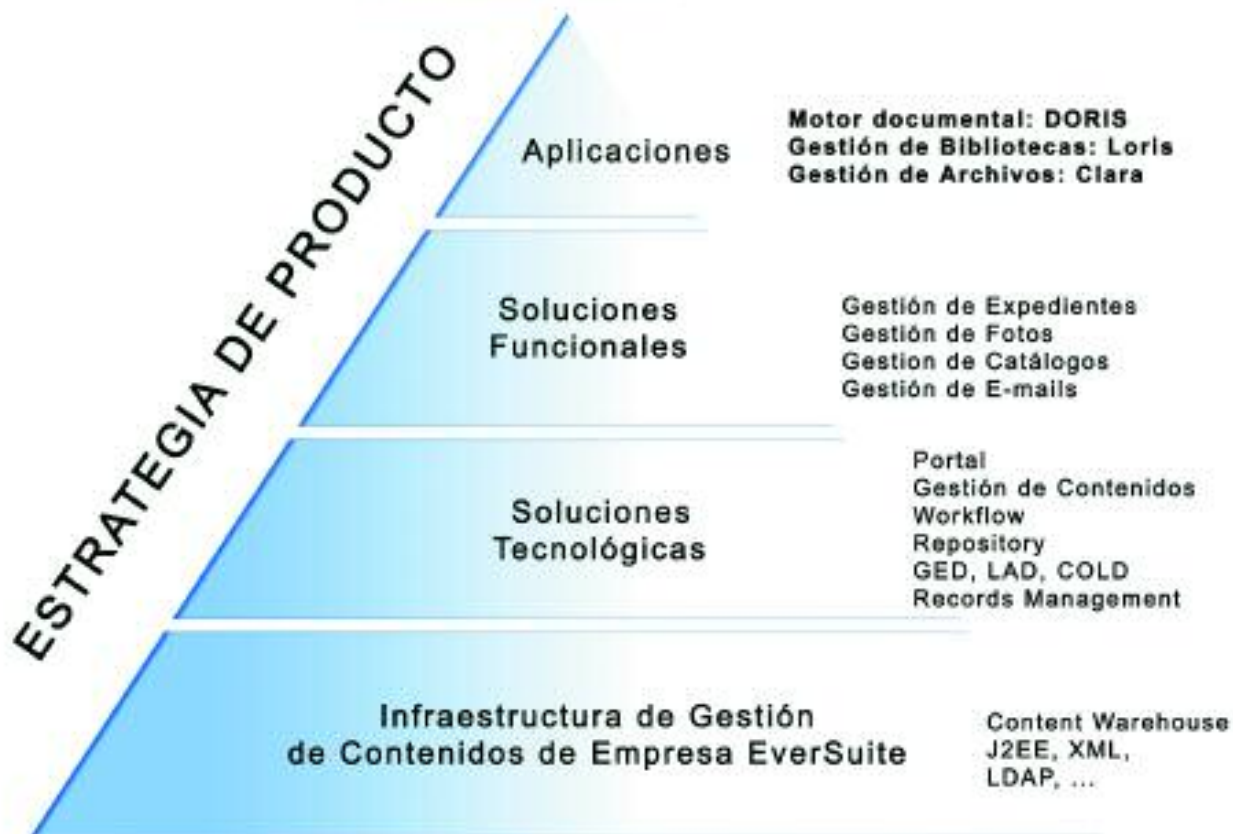 ESTRATEGIA DE PRODUCTO
Aplicaciones
Motor documental: DORIS
Gestión de Bibliotecas: Loris
Gestión de Archivos: Clara
Soluciones
Funcionales
Gestión de Expedientes
Gestión de Fotos
Gestion de Catálogos
Gestión de E-mails
Soluciones
Tecnológicas
Portal
Gestión de Contenidos
Workflow
Repository
GED, LAD, COLD
Records Management
Infraestructura de Gestión
de Contenidos de Empresa EverSuite
Content Warehouse
J2EE, XML,
LDAP, ...